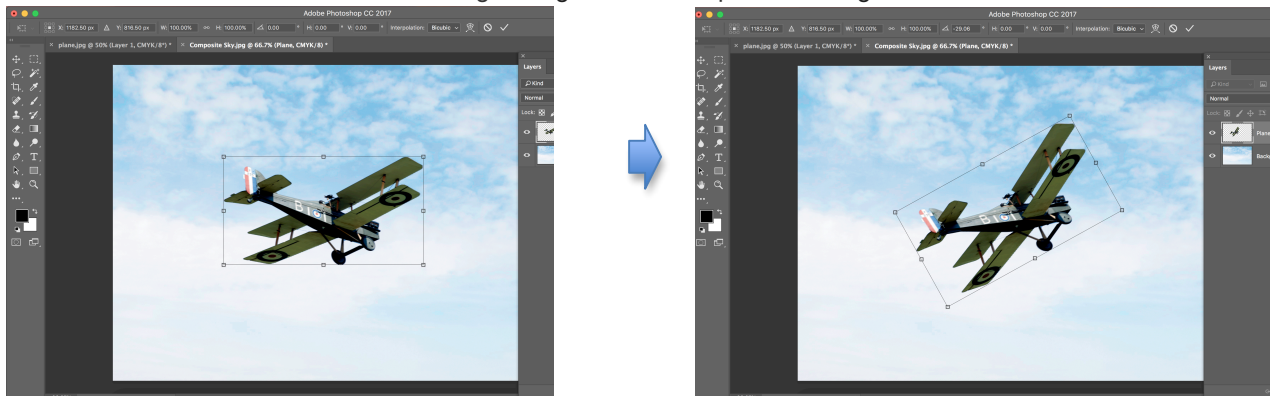 Adobe Photoshop CC 2017
X: 1182.50 px Y: 816.50 px W: 100.00% H: 100.00% 0.00 ° H: 0.00 ° V: 0.00 ° Interpolation: Bicubic
× plane.jpg @ 50% (Layer 1, CMYK/8*) * × Composite Sky.jpg @ 66.7% (Plane, CMYK/8) *
Layers
Kind
Normal
Lock:
Adobe Photoshop CC 2017
X: 1182.50 px Y: 816.50 px W: 100.00% H: 100.00% -29.06 ° H: 0.00 ° V: 0.00 ° Interpolation: Bicubic
× plane.jpg @ 50% (Layer 1, CMYK/8*) * × Composite Sky.jpg @ 66.7% (Plane, CMYK/8) *
Layers
Kind
Normal
Lock:
Plane